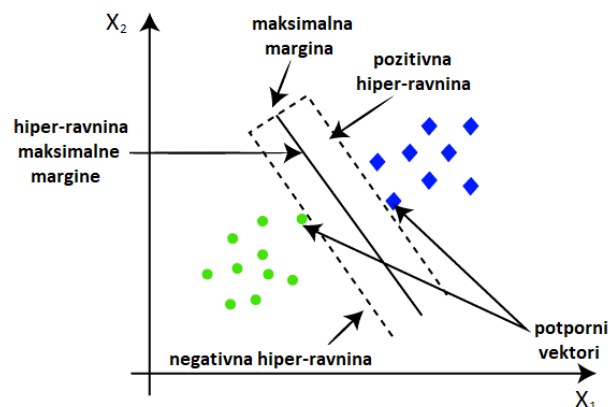 X2
maksimalna
margina
pozitivna
hiper-ravnina
hiper-ravnina
maksimalne
margine
negativna hiper-ravnina
potporni
vektori
X1